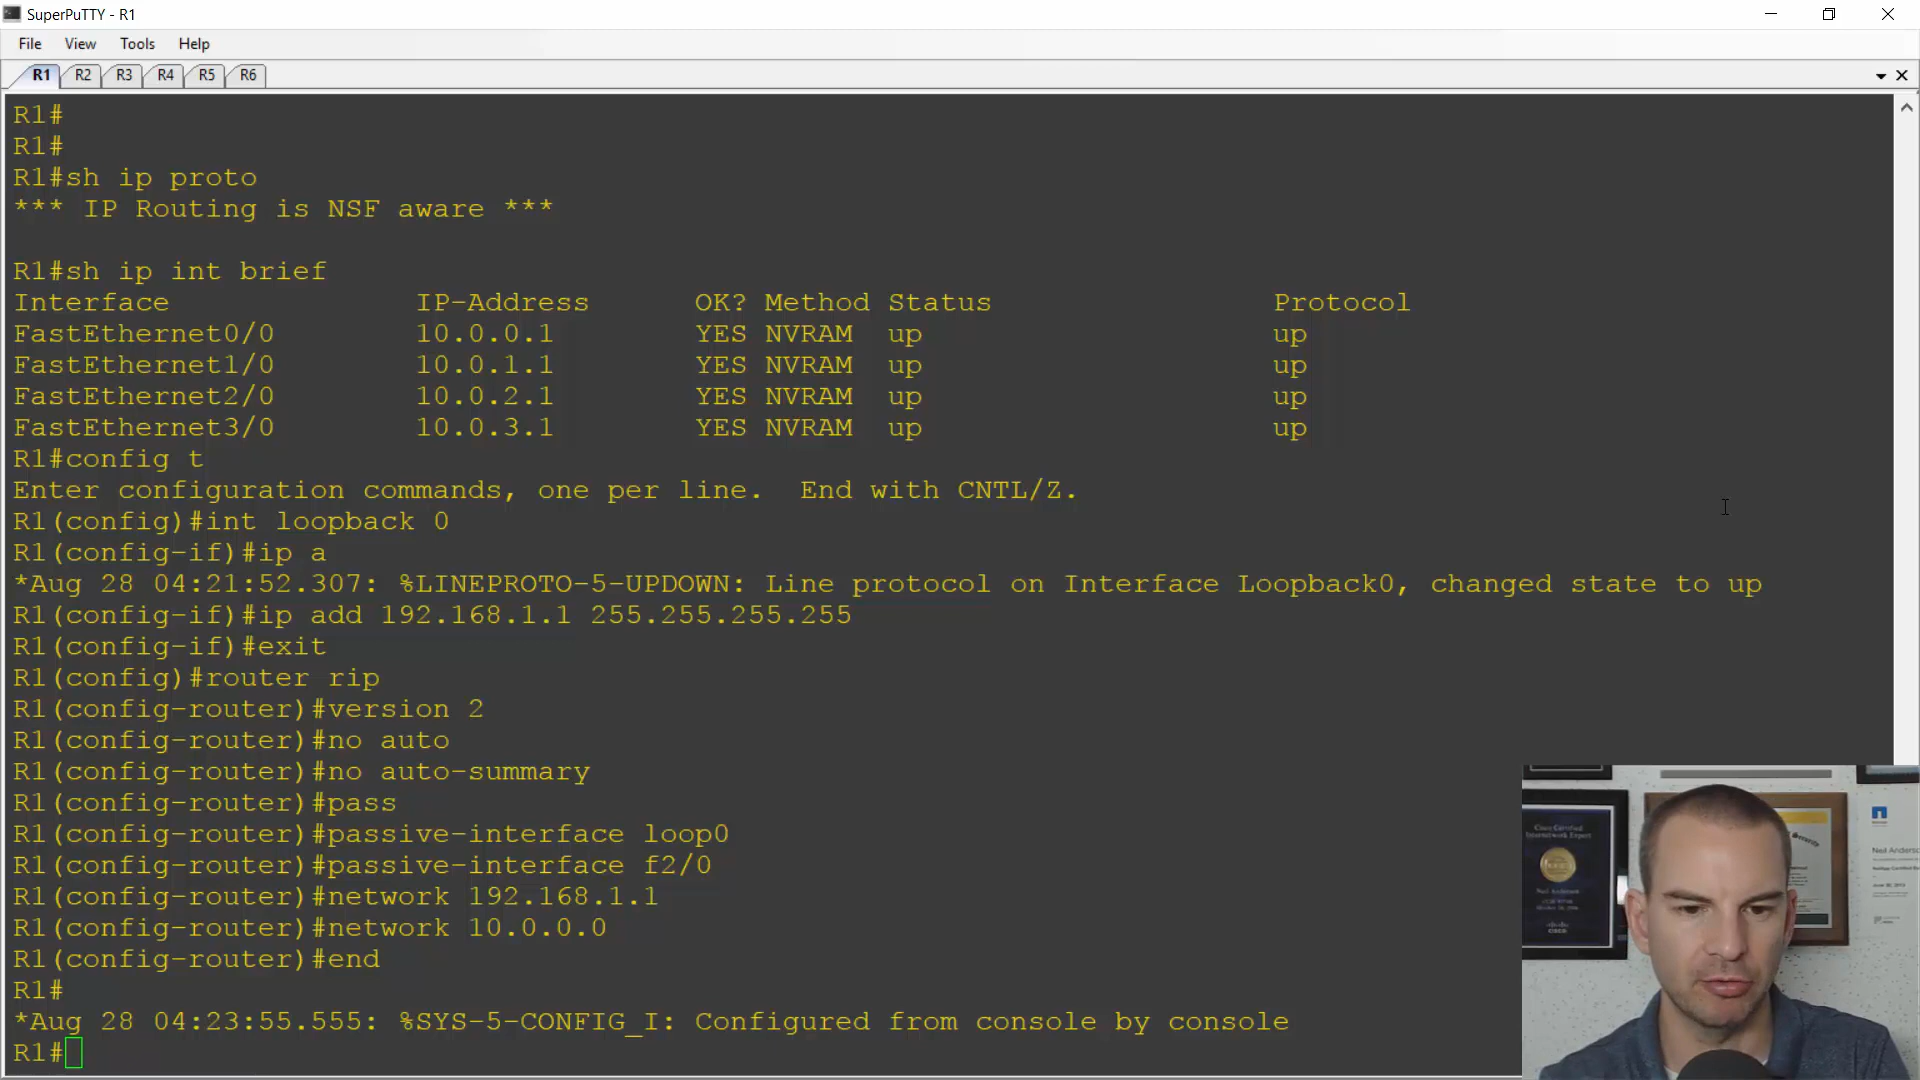 SuperPuTTY - R1
File View Tools Help
R1 R2 R3 R4 R5 R6
R1#
R1#
R1#sh ip proto
*** IP Routing is NSF aware ***
R1#sh ip int brief
Interface IP-Address OK? Method Status Protocol
FastEthernet0/0 10.0.0.1 YES NVRAM up up
FastEthernet1/0 10.0.1.1 YES NVRAM up up
FastEthernet2/0 10.0.2.1 YES NVRAM up up
FastEthernet3/0 10.0.3.1 YES NVRAM up up
R1#config t
Enter configuration commands, one per line. End with CNTL/Z.
R1(config)#int loopback 0
R1(config-if)#ip a
*Aug 28 04:21:52.307: %LINEPROTO-5-UPDOWN: Line protocol on Interface Loopback0, changed state to up
R1(config-if)#ip add 192.168.1.1 255.255.255.255
R1(config-if)#exit
R1(config)#router rip
R1(config-router)#version 2
R1(config-router)#no auto
R1(config-router)#no auto-summary
R1(config-router)#pass
R1(config-router)#passive-interface loop0
R1(config-router)#passive-interface f2/0
R1(config-router)#network 192.168.1.1
R1(config-router)#network 10.0.0.0
R1(config-router)#end
R1#
*Aug 28 04:23:55.555: %SYS-5-CONFIG_I: Configured from console by console
R1#
Cisco Certified
Internetwork Expert
Neil Anderson
cisco